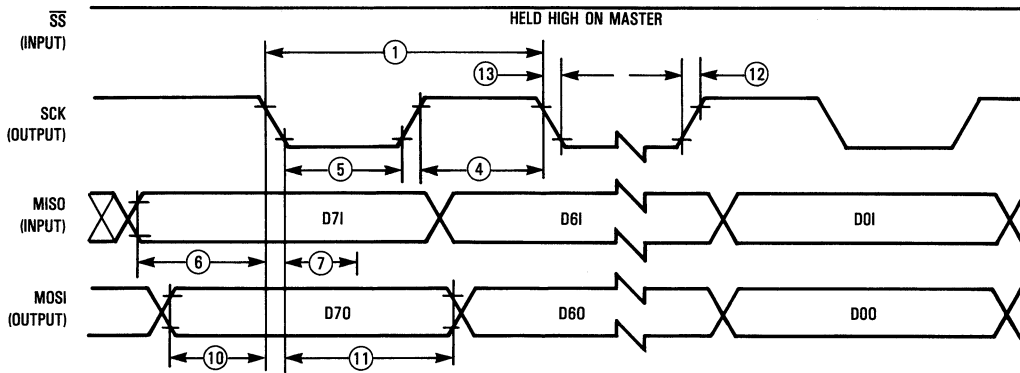 SS
(INPUT)
HELD HIGH ON MASTER
1
13
12
SCK
(OUTPUT)
5
4
MISO
(INPUT)
D7I
D6I
D0I
6
7
MOSI
(OUTPUT)
D7O
D6O
D0O
10
11